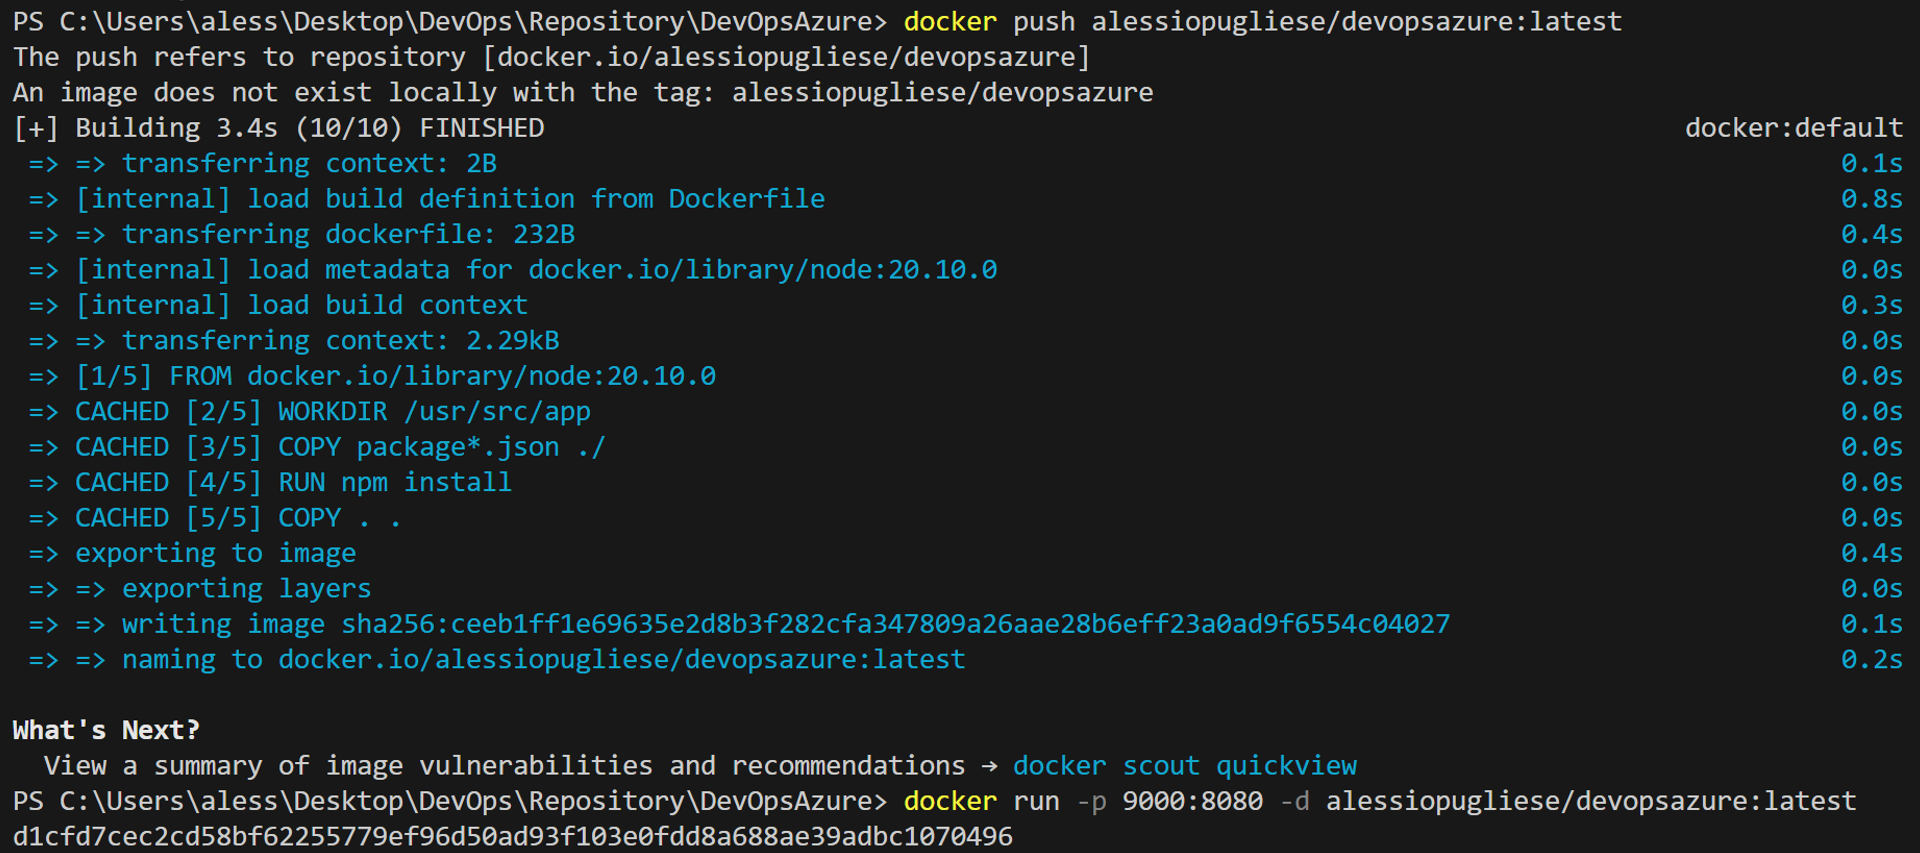 PS C:\Users\aless\Desktop\DevOps\Repository\DevOpsAzure> docker push alessiopugliese/devopsazure:latest
The push refers to repository [docker.io/alessiopugliese/devopsazure]
An image does not exist locally with the tag: alessiopugliese/devopsazure
[+] Building 3.4s (10/10) FINISHED docker:default
=> => transferring context: 2B 0.1s
=> [internal] load build definition from Dockerfile 0.8s
=> => transferring dockerfile: 232B 0.4s
=> [internal] load metadata for docker.io/library/node:20.10.0 0.0s
=> [internal] load build context 0.3s
=> => transferring context: 2.29kB 0.0s
=> [1/5] FROM docker.io/library/node:20.10.0 0.0s
=> CACHED [2/5] WORKDIR /usr/src/app 0.0s
=> CACHED [3/5] COPY package*.json ./ 0.0s
=> CACHED [4/5] RUN npm install 0.0s
=> CACHED [5/5] COPY . . 0.0s
=> exporting to image 0.4s
=> => exporting layers 0.0s
=> => writing image sha256:ceeb1ff1e69635e2d8b3f282cfa347809a26aae28b6eff23a0ad9f6554c04027 0.1s
=> => naming to docker.io/alessiopugliese/devopsazure:latest 0.2s
What's Next?
View a summary of image vulnerabilities and recommendations → docker scout quickview
PS C:\Users\aless\Desktop\DevOps\Repository\DevOpsAzure> docker run -p 9000:8080 -d alessiopugliese/devopsazure:latest
d1cfd7cec2cd58bf62255779ef96d50ad93f103e0fdd8a688ae39adbc1070496